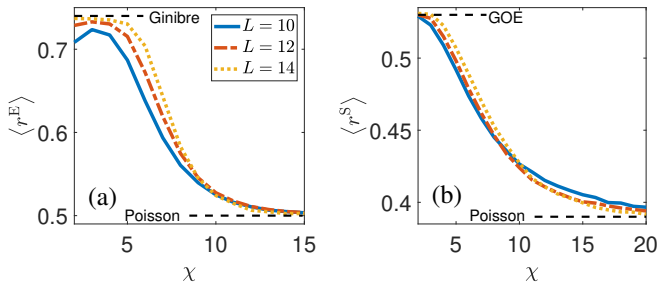 0.7
0.6
0.5
⟨r^E⟩
Ginibre
L = 10
L = 12
L = 14
(a)
Poisson
5
10
15
χ
0.5
0.45
0.4
⟨r^S⟩
GOE
(b)
Poisson
5
10
15
20
χ